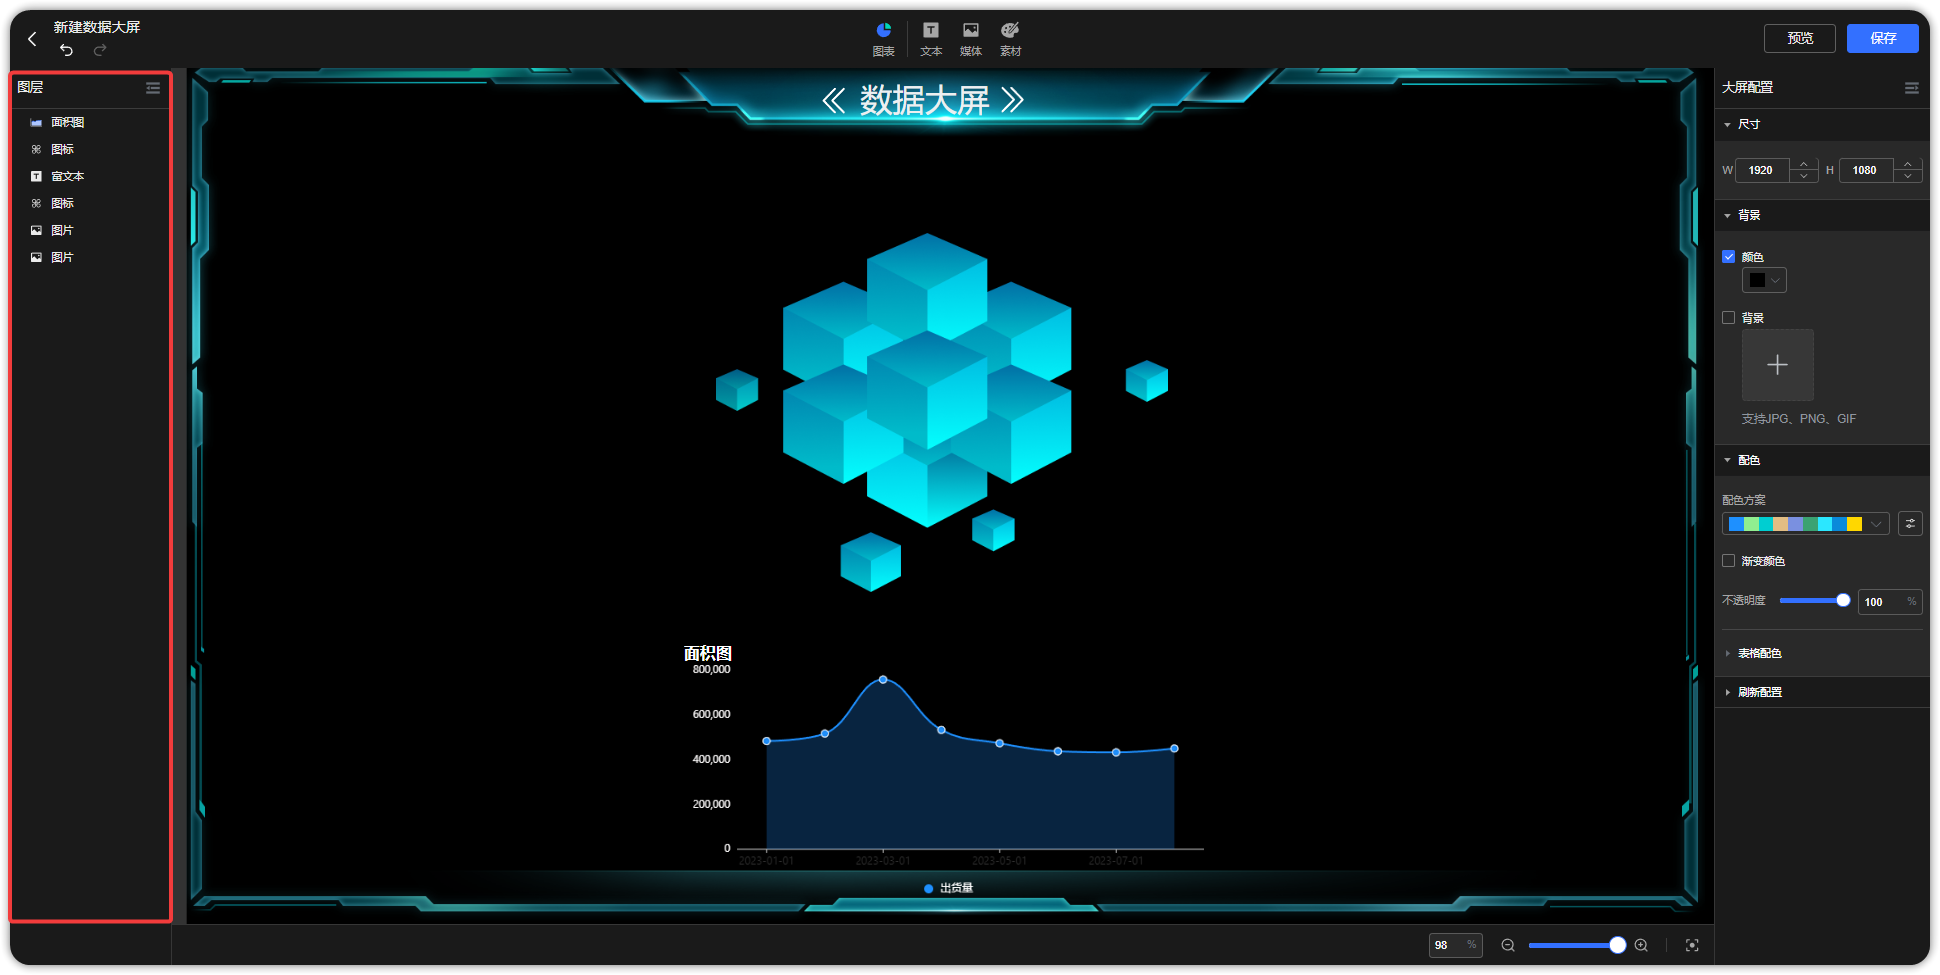 新建数据大屏
图表
文本
媒体
素材
预览
保存
图层
面积图
图标
富文本
图标
图片
图片
数据大屏
面积图
800,000
600,000
400,000
200,000
0
2023-01-01
2023-03-01
2023-05-01
2023-07-01
出货量
大屏配置
尺寸
W 1920 H 1080
背景
颜色
背景
支持JPG、PNG、GIF
配色
配色方案
渐变颜色
不透明度 100 %
表格配色
刷新配置
98 %